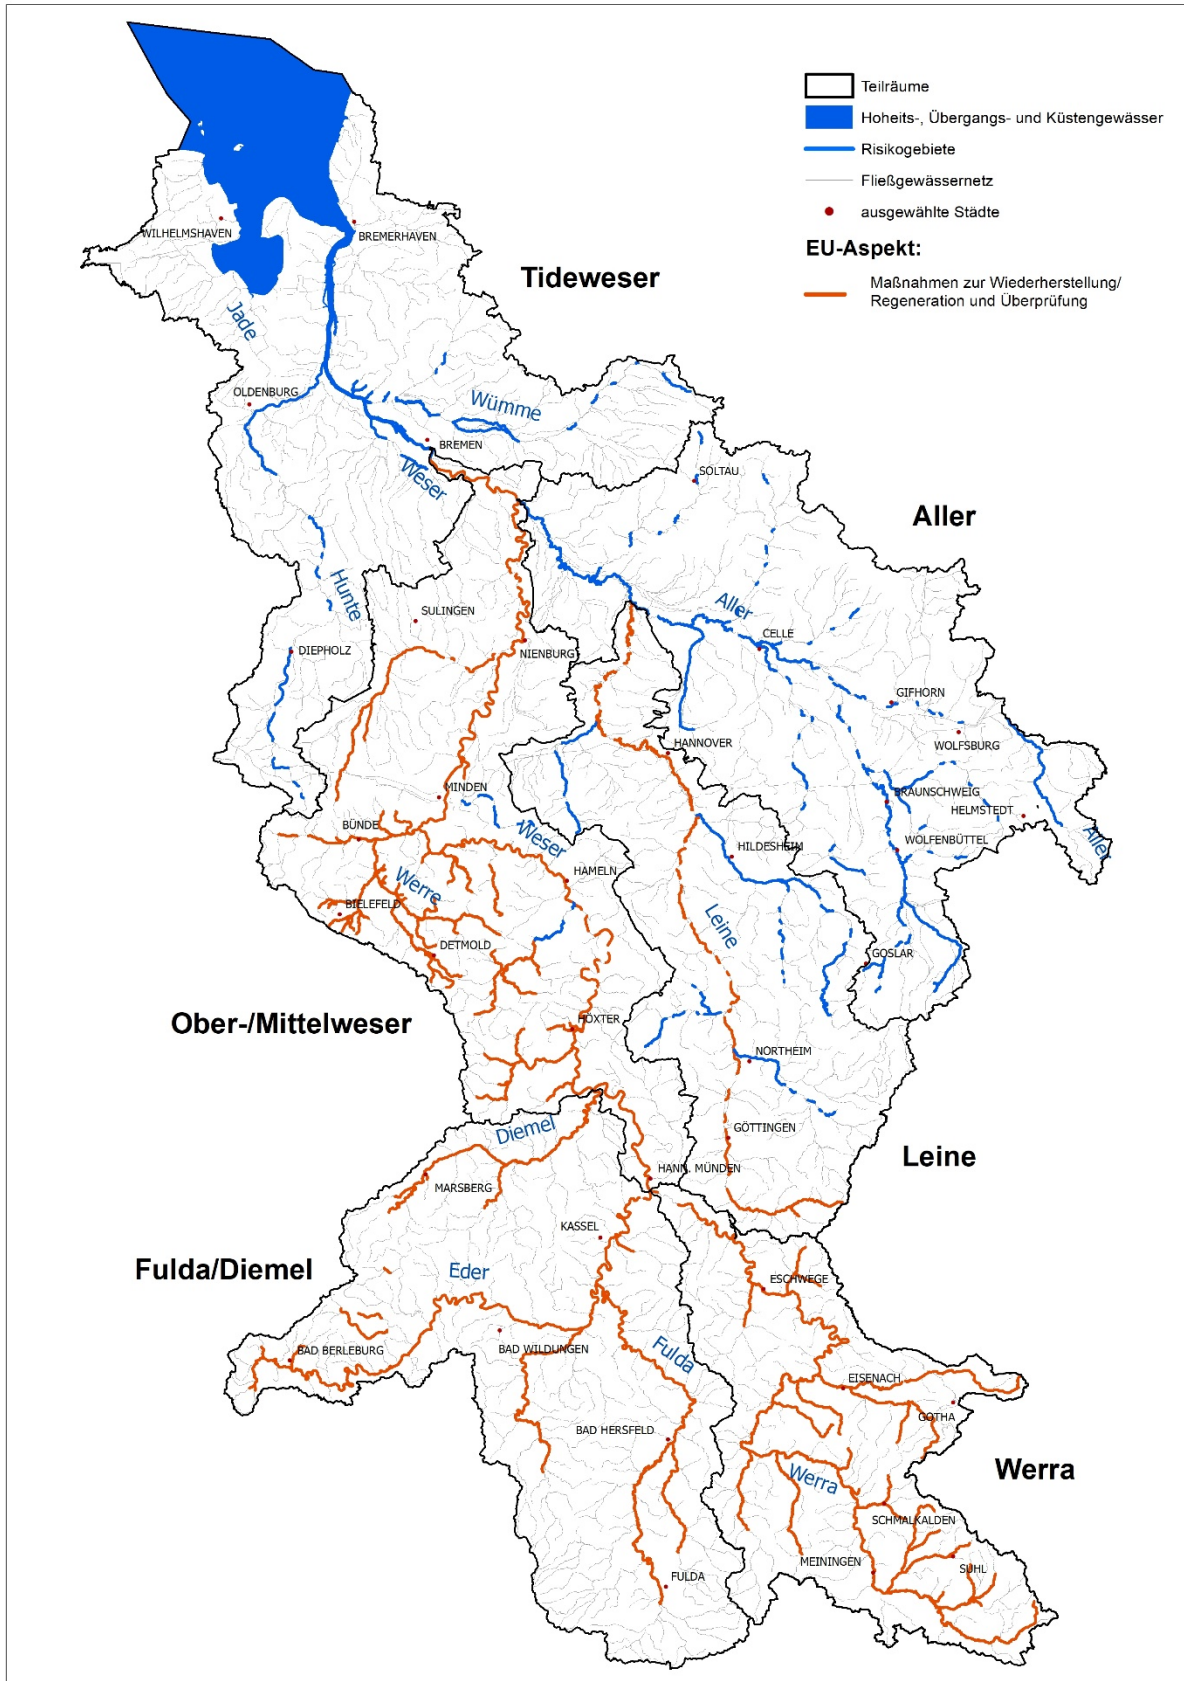 Teilräume
Hoheits-, Übergangs- und Küstengewässer
Risikogebiete
Fließgewässernetz
ausgewählte Städte
EU-Aspekt:
Maßnahmen zur Wiederherstellung/
Regeneration und Überprüfung
WILHELMSHAVEN
BREMERHAVEN
Tideweser
Jade
OLDENBURG
Wümme
BREMEN
Weser
SOLTAU
Aller
Hunte
SULINGEN
Aller
CELLE
DIEPHOLZ
NIENBURG
GIFHORN
WOLFSBURG
HANNOVER
MINDEN
BRAUNSCHWEIG
HELMSTEDT
BÜNDE
Weser
WOLFENBÜTTEL
Aller
HILDESHEIM
HAMELN
Werre
BIELEFELD
Leine
DETMOLD
GOSLAR
Ober-/Mittelweser
HÖXTER
NORTHEIM
Diemel
GÖTTINGEN
Leine
HANN. MÜNDEN
MARSBERG
KASSEL
Fulda/Diemel
Eder
ESCHWEGE
BAD BERLEBURG
BAD WILDUNGEN
Fulda
EISENACH
GOTHA
BAD HERSFELD
Werra
Werra
SCHMALKALDEN
MEININGEN
SUHL
FULDA